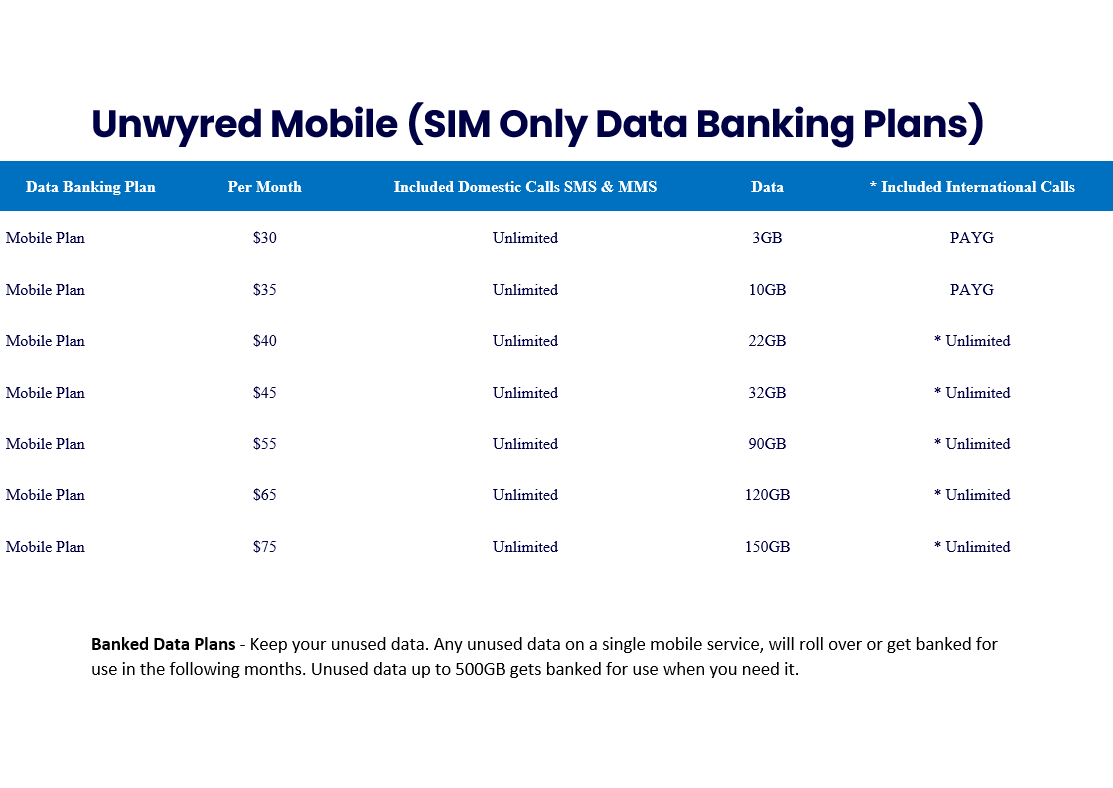 Unwyred Mobile (SIM Only Data Banking Plans)
Data Banking Plan Per Month Included Domestic Calls SMS & MMS Data * Included International Calls
Mobile Plan $30 Unlimited 3GB PAYG
Mobile Plan $35 Unlimited 10GB PAYG
Mobile Plan $40 Unlimited 22GB * Unlimited
Mobile Plan $45 Unlimited 32GB * Unlimited
Mobile Plan $55 Unlimited 90GB * Unlimited
Mobile Plan $65 Unlimited 120GB * Unlimited
Mobile Plan $75 Unlimited 150GB * Unlimited
Banked Data Plans - Keep your unused data. Any unused data on a single mobile service, will roll over or get banked for
use in the following months. Unused data up to 500GB gets banked for use when you need it.